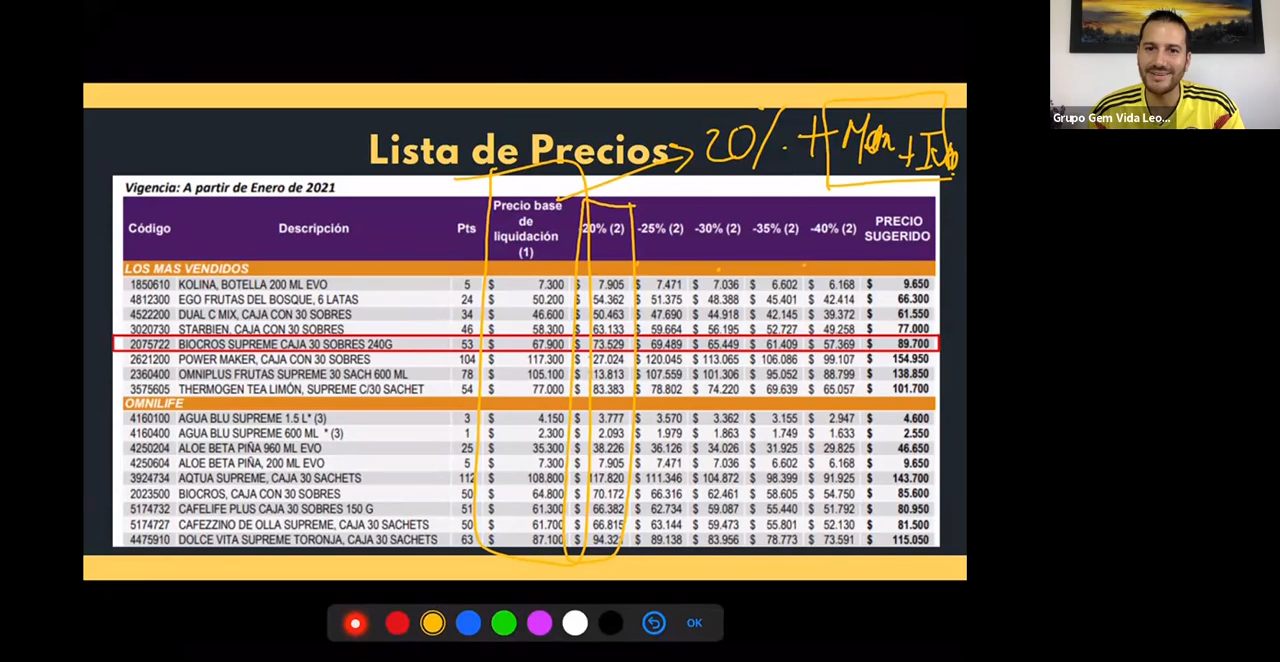 Grupo Gem Vida Leo...
20% +
Lista de Precios
Vigencia: A partir de Enero de 2021
Código Descripción Pts Precio base de liquidación (1) -20% (2) -25% (2) -30% (2) -35% (2) -40% (2) PRECIO SUGERIDO
LOS MAS VENDIDOS
1850610 KOLINA, BOTELLA 200 ML EVO 5 $ 7.300 $ 7.905 $ 7.471 $ 7.036 $ 6.602 $ 6.168 $ 9.650
4812300 EGO FRUTAS DEL BOSQUE, 6 LATAS 24 $ 50.200 $ 54.362 $ 51.375 $ 48.388 $ 45.401 $ 42.414 $ 66.300
4522200 DUAL C MIX, CAJA CON 30 SOBRES 34 $ 46.600 $ 50.463 $ 47.690 $ 44.918 $ 42.145 $ 39.372 $ 61.550
3020730 STARBIEN, CAJA CON 30 SOBRES 46 $ 58.300 $ 63.133 $ 59.664 $ 56.195 $ 52.727 $ 49.258 $ 77.000
2075722 BIOCROS SUPREME CAJA 30 SOBRES 240G 53 $ 67.900 $ 73.529 $ 69.489 $ 65.449 $ 61.409 $ 57.369 $ 89.700
2621200 POWER MAKER, CAJA CON 30 SOBRES 104 $ 117.300 $ 127.024 $ 120.045 $ 113.065 $ 106.086 $ 99.107 $ 154.950
2360400 OMNIPLUS FRUTAS SUPREME 30 SACH 600 ML 78 $ 105.100 $ 113.813 $ 107.559 $ 101.306 $ 95.052 $ 88.799 $ 138.850
3575605 THERMOGEN TEA LIMÓN, SUPREME C/30 SACHET 54 $ 77.000 $ 83.383 $ 78.802 $ 74.220 $ 69.639 $ 65.057 $ 101.700
OMNILIFE
4160100 AGUA BLU SUPREME 1.5 L* (3) 3 $ 4.150 $ 3.777 $ 3.570 $ 3.362 $ 3.155 $ 2.947 $ 4.600
4160400 AGUA BLU SUPREME 600 ML * (3) 1 $ 2.300 $ 2.093 $ 1.979 $ 1.863 $ 1.749 $ 1.633 $ 2.550
4250204 ALOE BETA PIÑA 960 ML EVO 25 $ 35.300 $ 38.226 $ 36.126 $ 34.026 $ 31.925 $ 29.825 $ 46.650
4250604 ALOE BETA PIÑA, 200 ML EVO 5 $ 7.300 $ 7.905 $ 7.471 $ 7.036 $ 6.602 $ 6.168 $ 9.650
3924734 AQTUA SUPREME, CAJA 30 SACHETS 112 $ 108.800 $ 117.820 $ 111.346 $ 104.872 $ 98.399 $ 91.925 $ 143.700
2023500 BIOCROS, CAJA CON 30 SOBRES 50 $ 64.800 $ 70.172 $ 66.316 $ 62.461 $ 58.605 $ 54.750 $ 85.600
5174732 CAFELIFE PLUS CAJA 30 SOBRES 150 G 51 $ 61.300 $ 66.382 $ 62.734 $ 59.087 $ 55.440 $ 51.792 $ 80.950
5174727 CAFEZZINO DE OLLA SUPREME, CAJA 30 SACHETS 50 $ 61.700 $ 66.815 $ 63.144 $ 59.473 $ 55.801 $ 52.130 $ 81.500
4475910 DOLCE VITA SUPREME TORONJA, CAJA 30 SACHETS 63 $ 87.100 $ 94.321 $ 89.138 $ 83.956 $ 78.773 $ 73.591 $ 115.050
OK